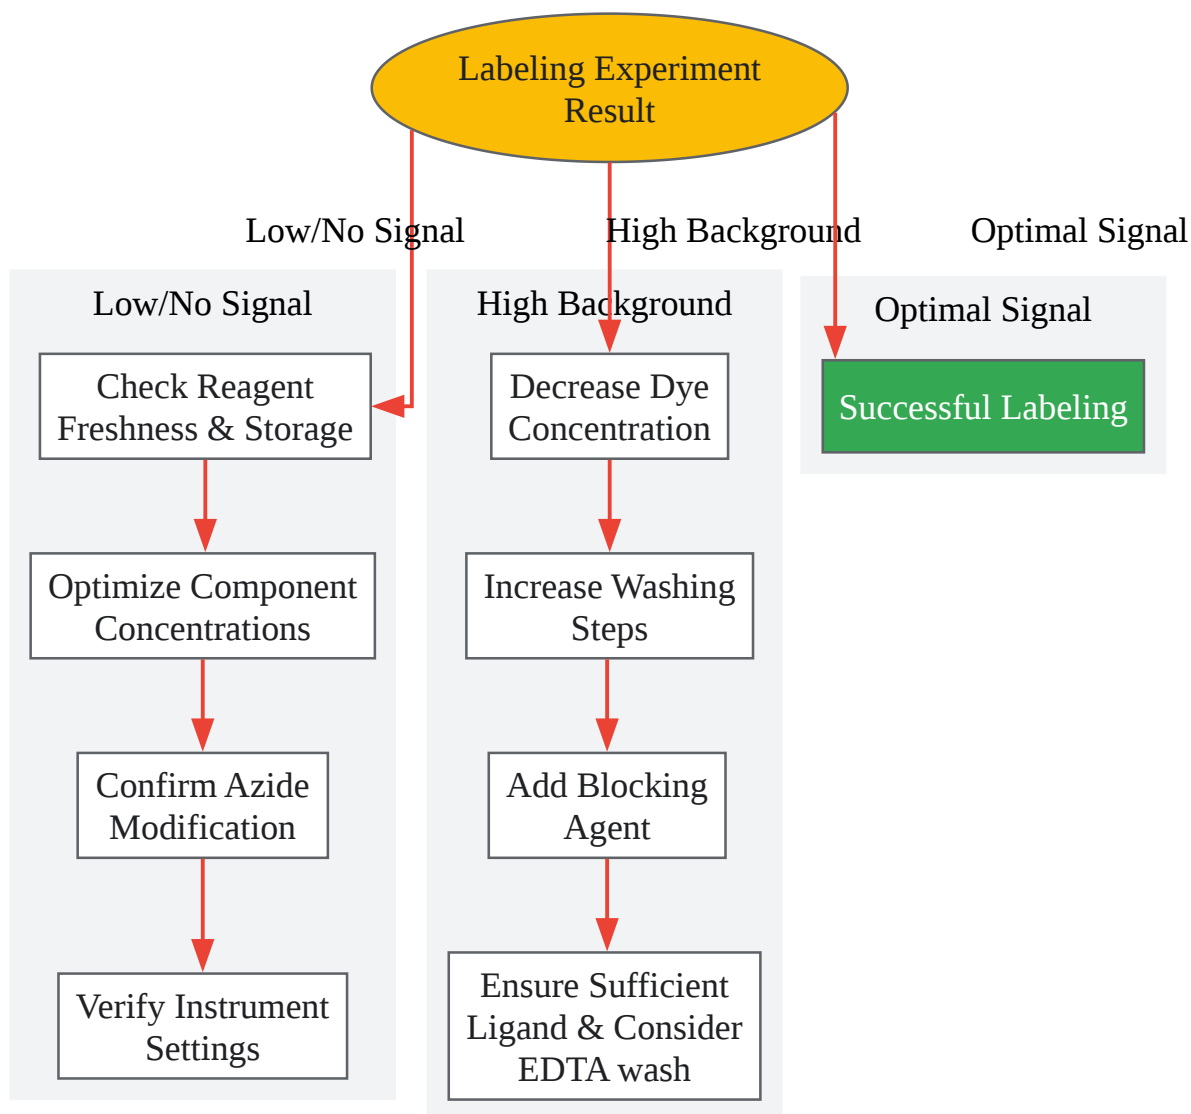 Labeling Experiment
Result
Low/No Signal
High Background
Optimal Signal
Low/No Signal
High Background
Optimal Signal
Check Reagent
Freshness & Storage
Decrease Dye
Concentration
Successful Labeling
Optimize Component
Concentrations
Increase Washing
Steps
Confirm Azide
Modification
Add Blocking
Agent
Verify Instrument
Settings
Ensure Sufficient
Ligand & Consider
EDTA wash